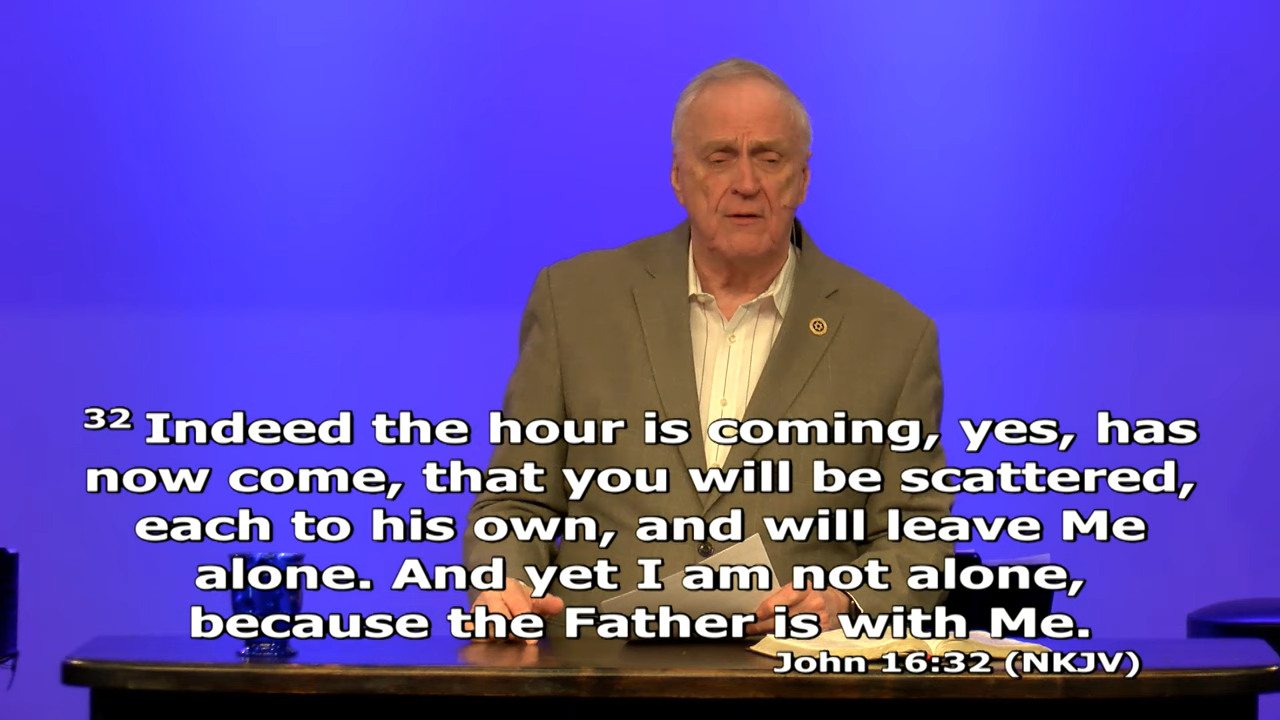 32 Indeed the hour is coming, yes, has
now come, that you will be scattered,
each to his own, and will leave Me
alone. And yet I am not alone,
because the Father is with Me.
John 16:32 (NKJV)